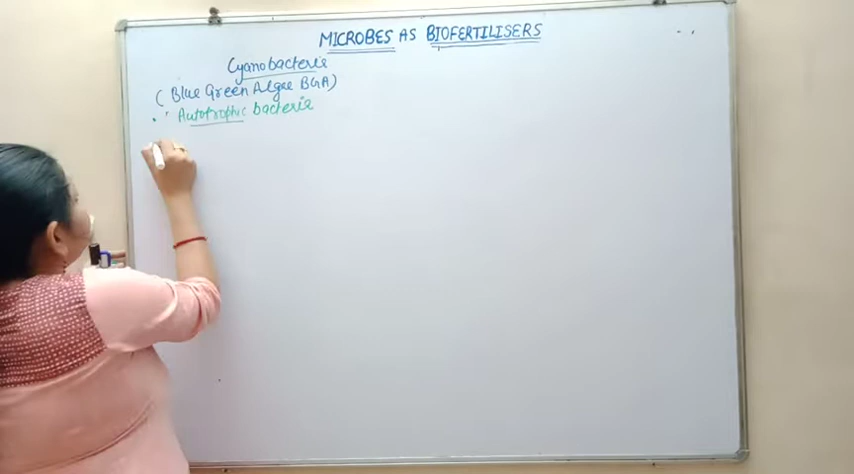 MICROBES AS BIOFERTILISERS
Cyanobacteria
(Blue Green Algae BGA)
Autotrophic bacteria